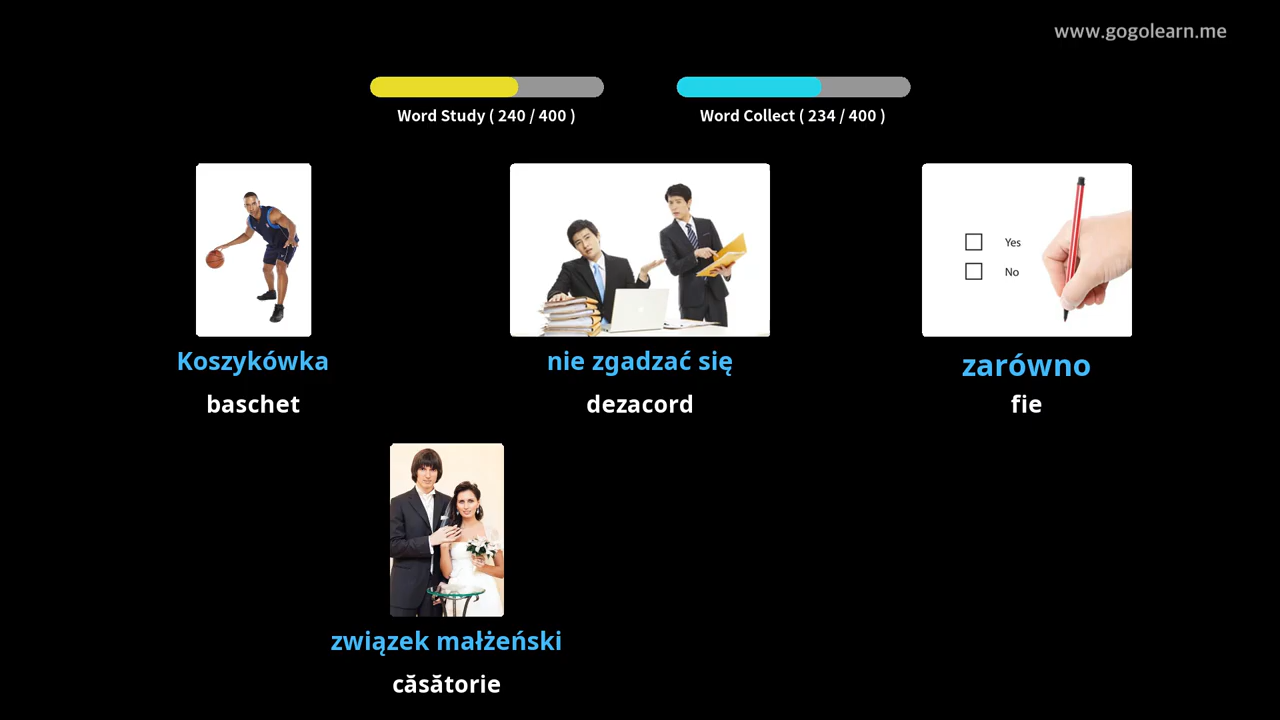 www.gogolearn.me
Word Study ( 240 / 400 )
Word Collect ( 234 / 400 )
Yes
No
Koszykówka
nie zgadzać się
zarówno
baschet
dezacord
fie
związek małżeński
căsătorie